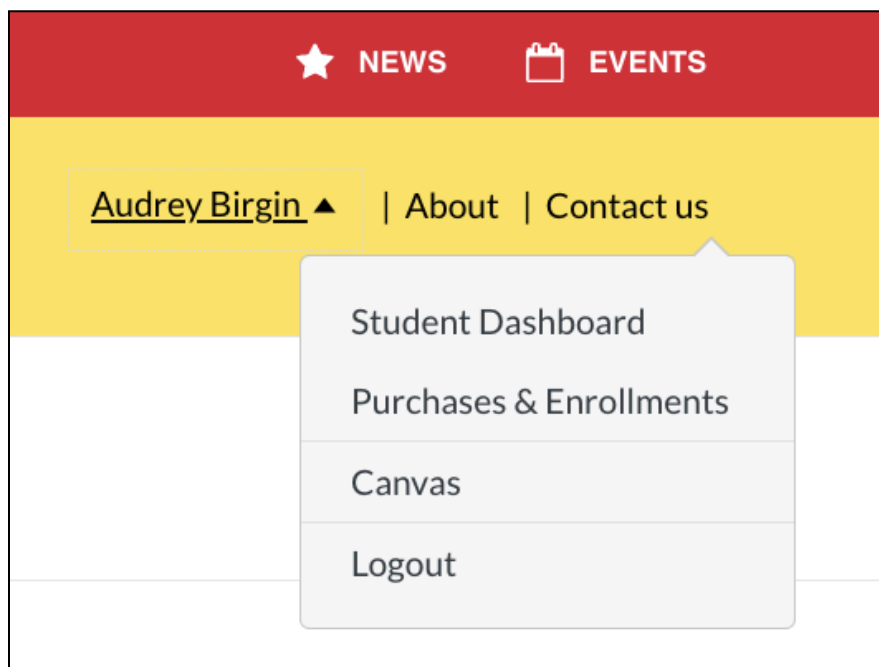 NEWS EVENTS
Audrey Birgin | About | Contact us
Student Dashboard
Purchases & Enrollments
Canvas
Logout